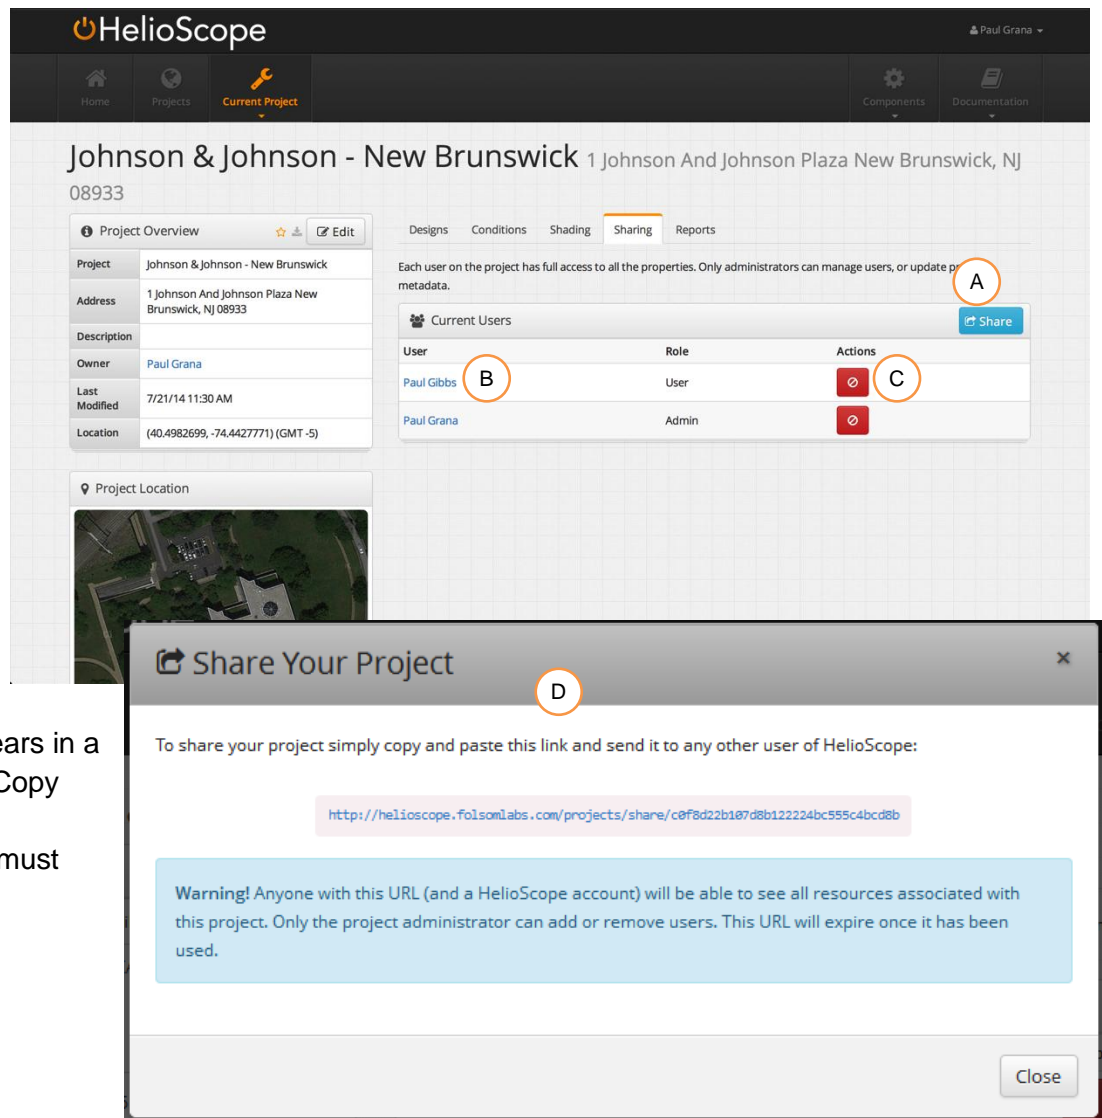 HelioScope
Paul Grana
Home
Projects
Current Project
Components
Documentation
Johnson & Johnson - New Brunswick 1 Johnson And Johnson Plaza New Brunswick, NJ
08933
Project Overview
Edit
Project
Johnson & Johnson - New Brunswick
Address
1 Johnson And Johnson Plaza New
Brunswick, NJ 08933
Description
Owner
Paul Grana
Last
Modified
7/21/14 11:30 AM
Location
(40.4982699, -74.4427771) (GMT -5)
Project Location
Designs
Conditions
Shading
Sharing
Reports
Each user on the project has full access to all the properties. Only administrators can manage users, or update
metadata.
A
Current Users
Share
User
Role
Actions
Paul Gibbs
B
User
C
Paul Grana
Admin
Share Your Project
×
D
ears in a
Copy
must
To share your project simply copy and paste this link and send it to any other user of HelioScope:
http://helioscope.folsomlabs.com/projects/share/c0f8d22b107d8b122224bc555c4bcd8b
Warning! Anyone with this URL (and a HelioScope account) will be able to see all resources associated with
this project. Only the project administrator can add or remove users. This URL will expire once it has been
used.
Close